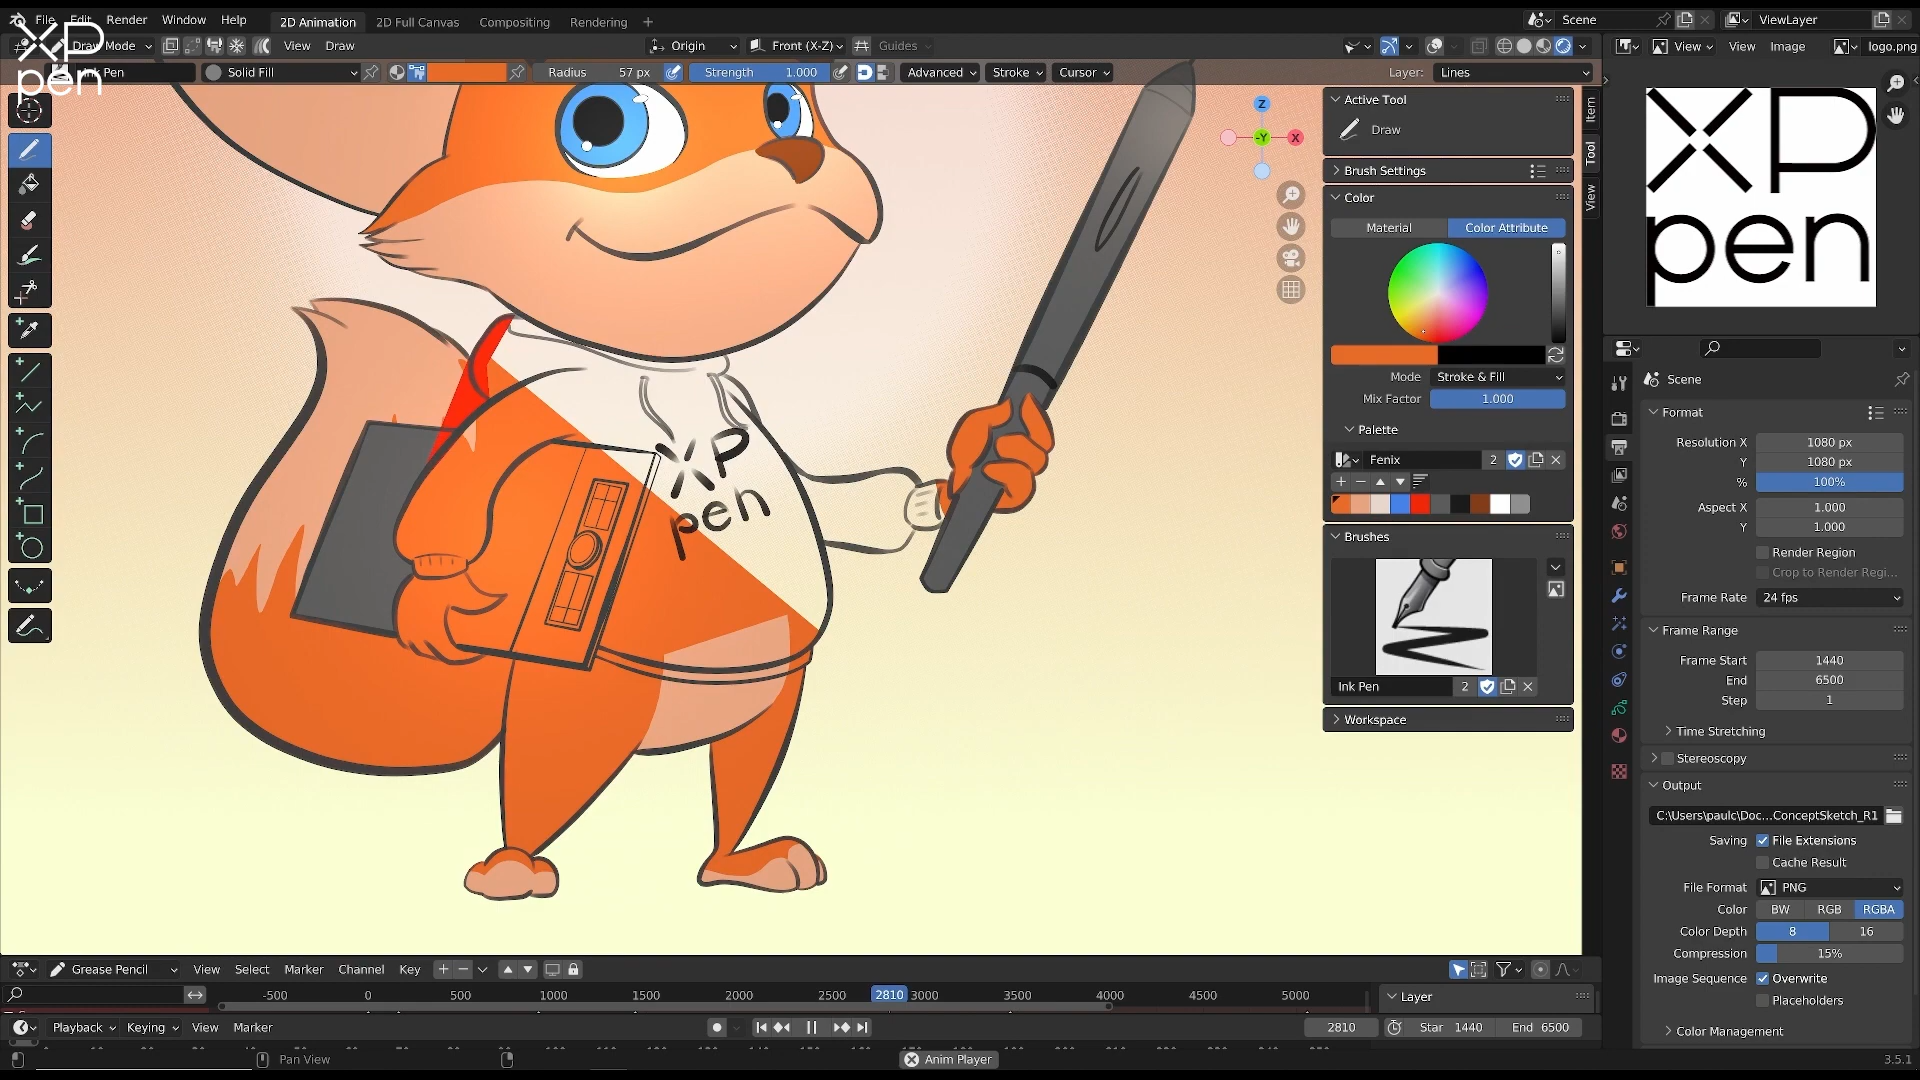 XP
pen
File Edit Render Window Help 2D Animation 2D Full Canvas Compositing Rendering Scene ViewLayer
Draw Mode View Draw Origin Front (X-Z) Guides View View Image logo.png
Ink Pen Solid Fill Radius 57 px Strength 1.000 Advanced Stroke Cursor Layer: Lines
Z
-Y X
Active Tool
Draw
Brush Settings
Color
Material Color Attribute
Mode Stroke & Fill
Mix Factor 1.000
Palette
Fenix 2
Brushes
Ink Pen 2
Workspace
Item
Tool
View
XP
pen
XP
pen
Scene
Format
Resolution X 1080 px
Y 1080 px
% 100%
Aspect X 1.000
Y 1.000
Render Region
Crop to Render Regi...
Frame Rate 24 fps
Frame Range
Frame Start 1440
End 6500
Step 1
Time Stretching
Stereoscopy
Output
C:\Users\paulc\Doc...ConceptSketch_R1
Saving File Extensions
Cache Result
File Format PNG
Color BW RGB RGBA
Color Depth 8 16
Compression 15%
Image Sequence Overwrite
Placeholders
Color Management
Grease Pencil View Select Marker Channel Key
-500 0 500 1000 1500 2000 2500 2810 3000 3500 4000 4500 5000 Layer
Playback Keying View Marker 2810 Start 1440 End 6500
Pan View Anim Player 3.5.1